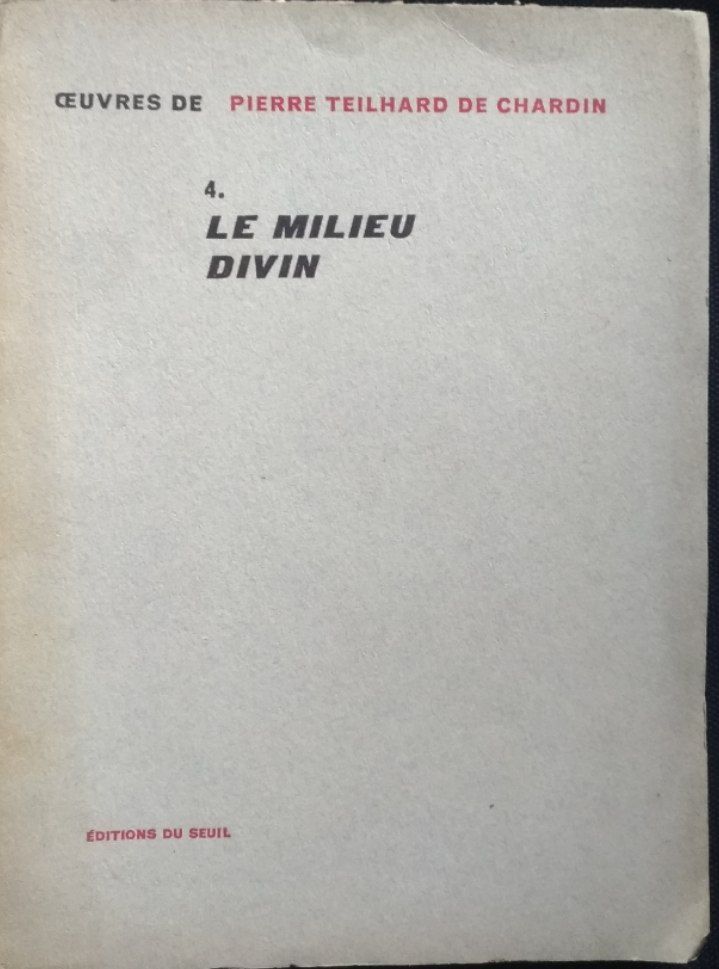 ŒUVRES DE PIERRE TEILHARD DE CHARDIN
4.
LE MILIEU
DIVIN
ÉDITIONS DU SEUIL